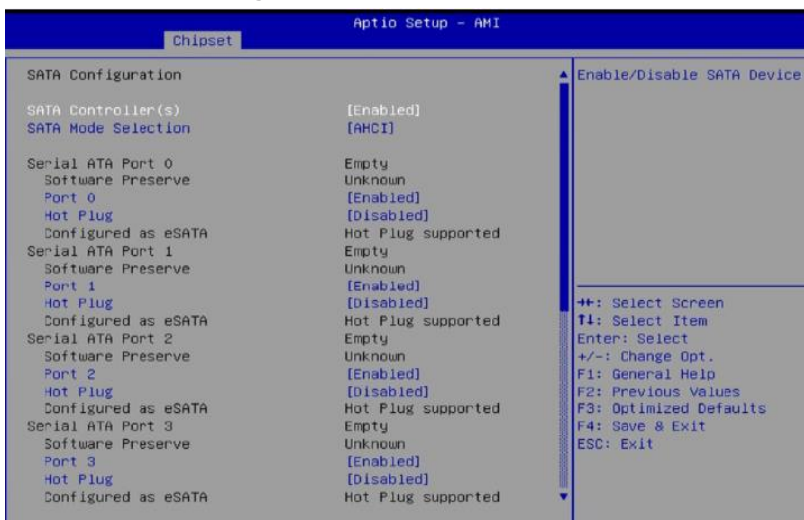 Aptio Setup - AMI
Chipset
SATA Configuration
SATA Controller(s) [Enabled]
SATA Mode Selection [AHCI]
Serial ATA Port 0 Empty
Software Preserve Unknown
Port 0 [Enabled]
Hot Plug [Disabled]
Configured as eSATA Hot Plug supported
Serial ATA Port 1 Empty
Software Preserve Unknown
Port 1 [Enabled]
Hot Plug [Disabled]
Configured as eSATA Hot Plug supported
Serial ATA Port 2 Empty
Software Preserve Unknown
Port 2 [Enabled]
Hot Plug [Disabled]
Configured as eSATA Hot Plug supported
Serial ATA Port 3 Empty
Software Preserve Unknown
Port 3 [Enabled]
Hot Plug [Disabled]
Configured as eSATA Hot Plug supported
Enable/Disable SATA Device
→←: Select Screen
↑↓: Select Item
Enter: Select
+/-: Change Opt.
F1: General Help
F2: Previous Values
F3: Optimized Defaults
F4: Save & Exit
ESC: Exit